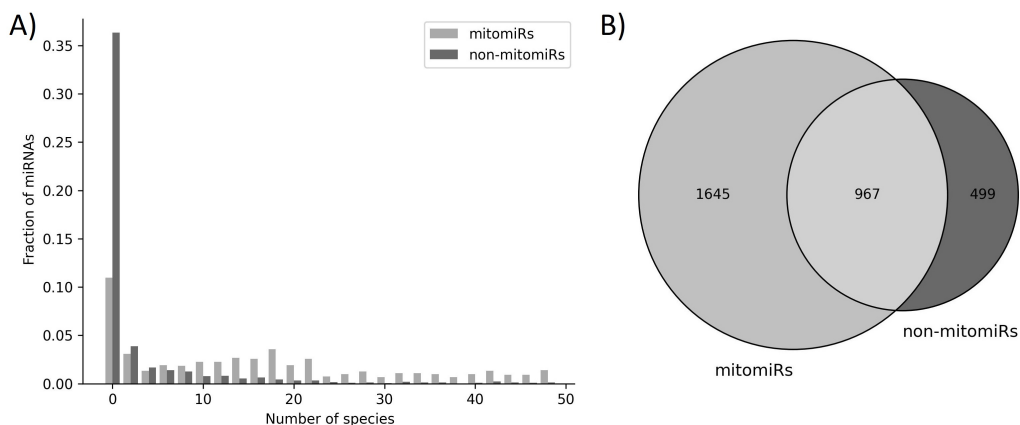 A)
mitomiRs
non-mitomiRs
Fraction of miRNAs
0.35
0.30
0.25
0.20
0.15
0.10
0.05
0.00
0 10 20 30 40 50
Number of species
B)
1645 967 499
non-mitomiRs
mitomiRs